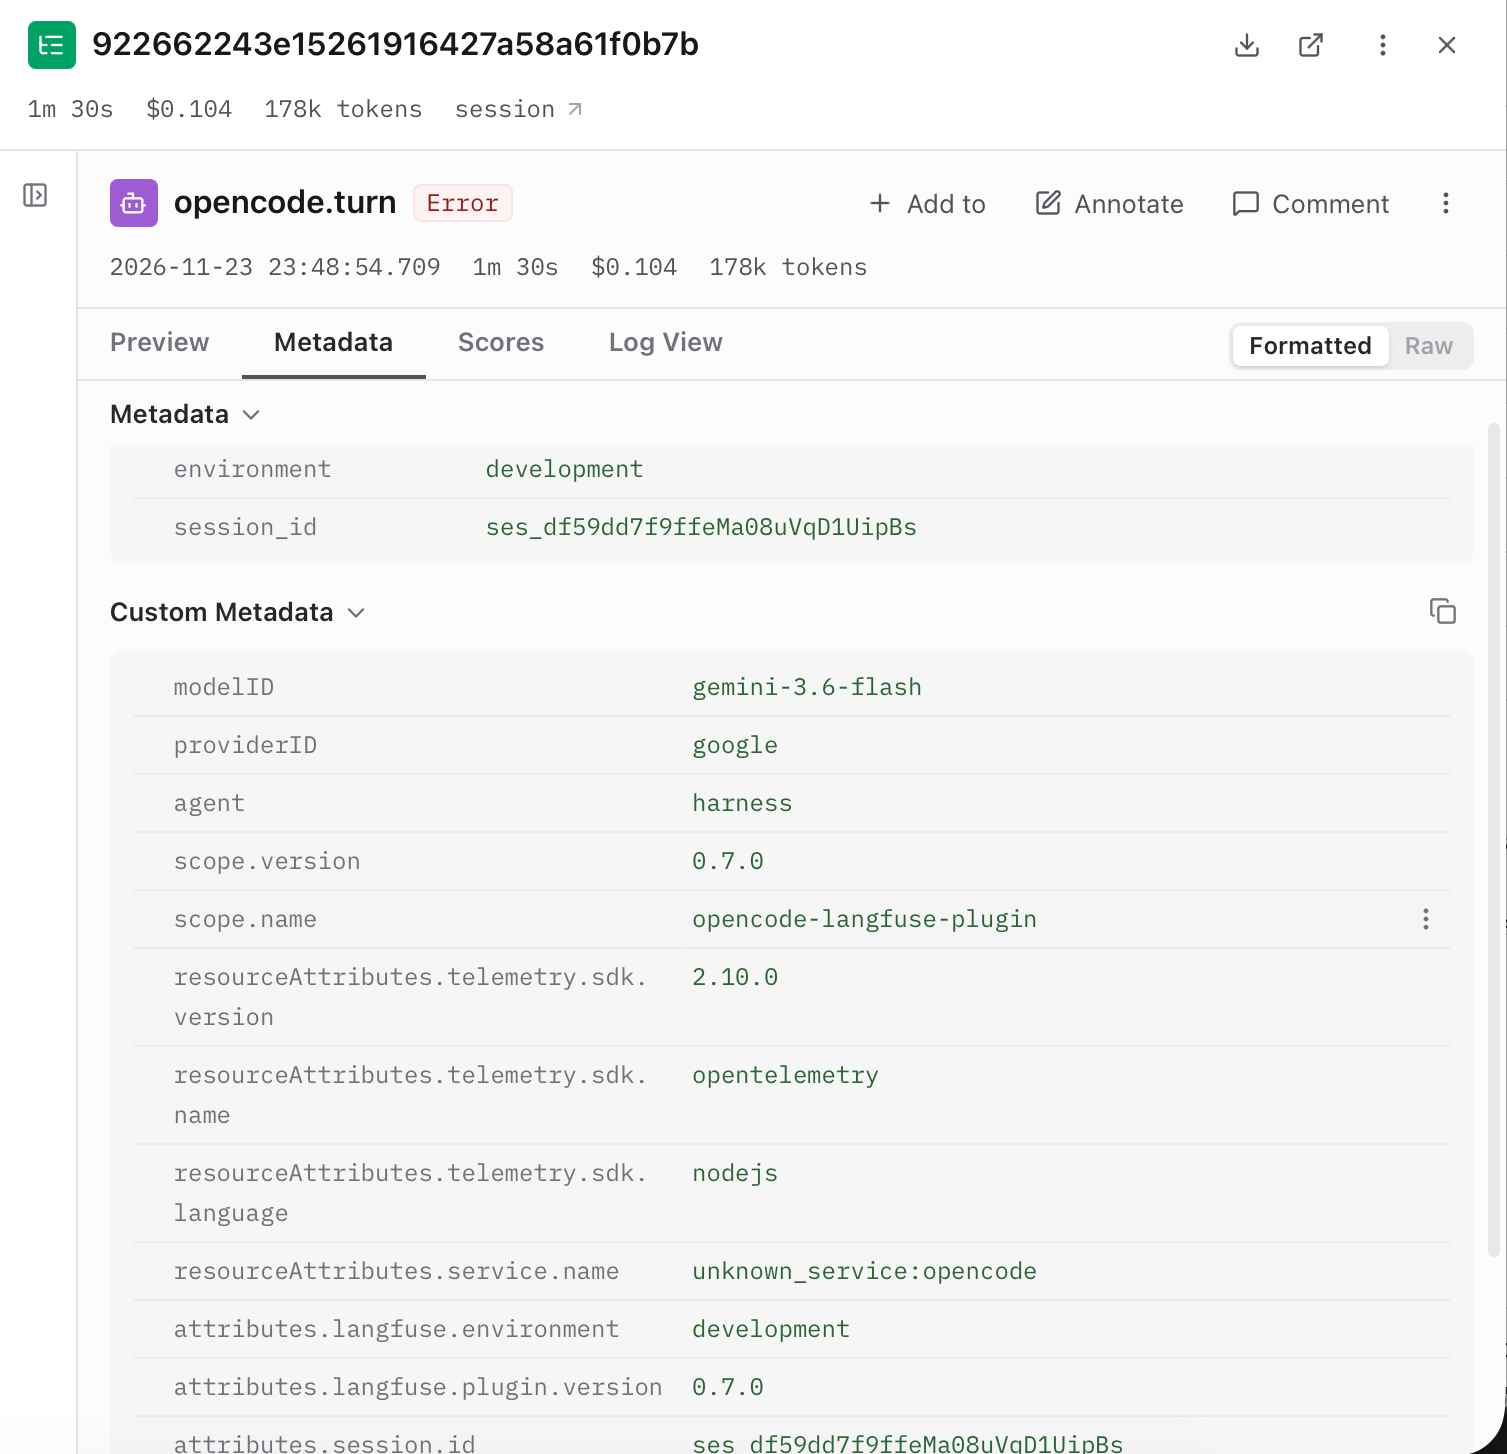 922662243e15261916427a58a61f0b7b
1m 30s $0.104 178k tokens session
opencode.turn Error
Add to Annotate Comment
2026-11-23 23:48:54.709 1m 30s $0.104 178k tokens
Preview Metadata Scores Log View Formatted Raw
Metadata
environment development
session_id ses_df59dd7f9ffeMa08uVqD1UipBs
Custom Metadata
modelID gemini-3.6-flash
providerID google
agent harness
scope.version 0.7.0
scope.name opencode-langfuse-plugin
resourceAttributes.telemetry.sdk. 2.10.0
version
resourceAttributes.telemetry.sdk. opentelemetry
name
resourceAttributes.telemetry.sdk. nodejs
language
resourceAttributes.service.name unknown_service:opencode
attributes.langfuse.environment development
attributes.langfuse.plugin.version 0.7.0
attributes.session.id ses_df59dd7f9ffeMa08uVqD1UipBs